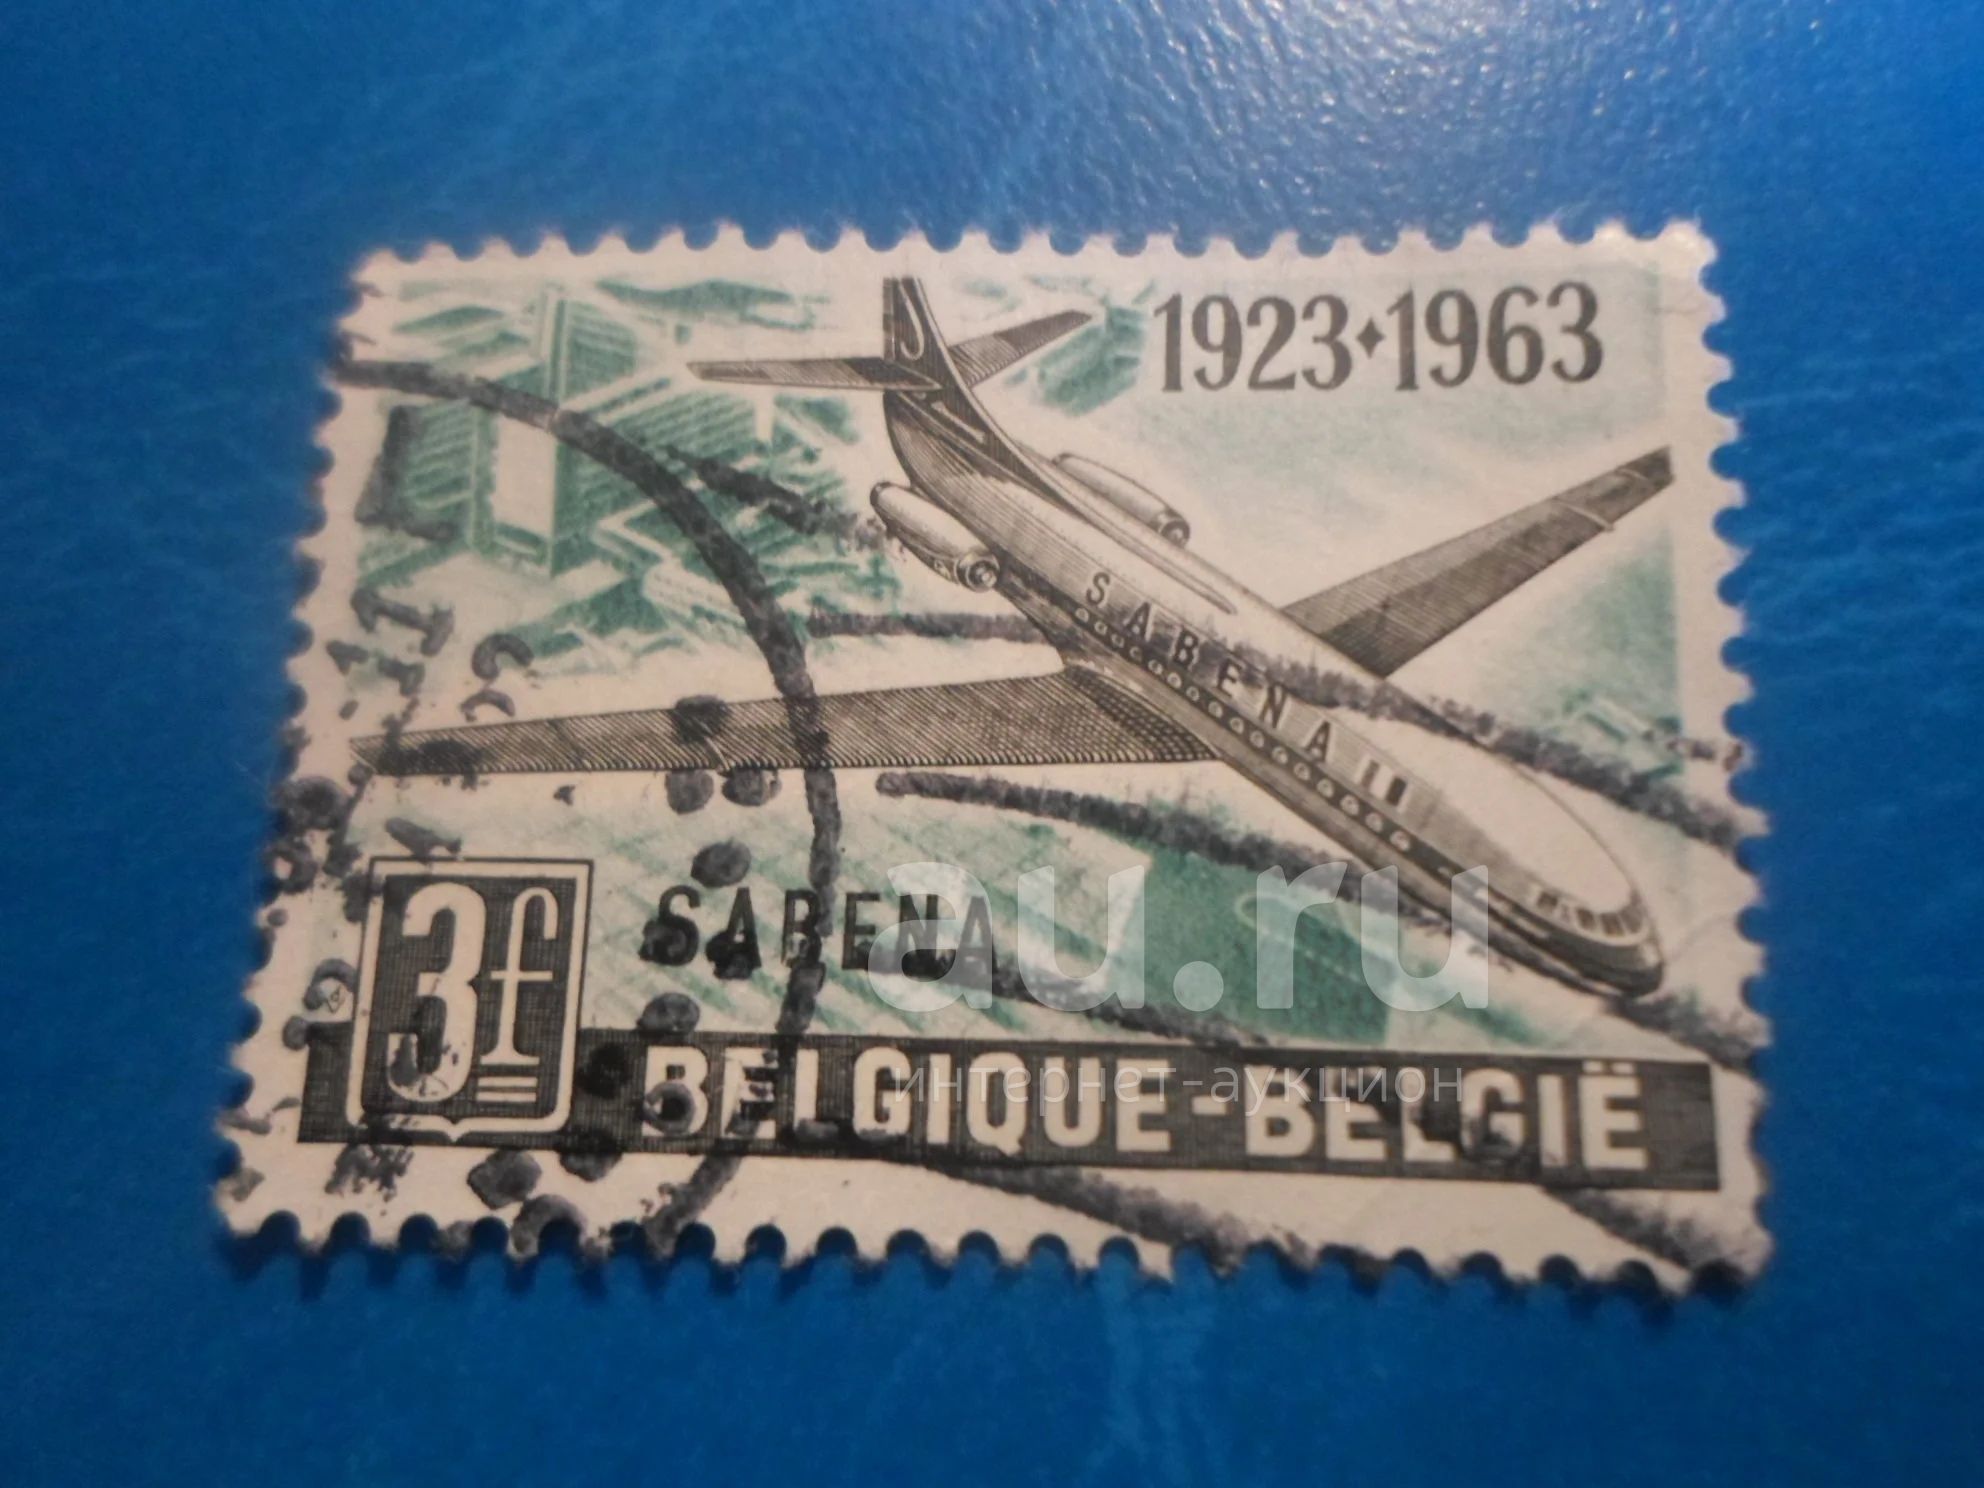 1923·1963
S
SABENA
3f
SABENA
BELGIQUE-BELGIË
au.ru
интернет-аукцион